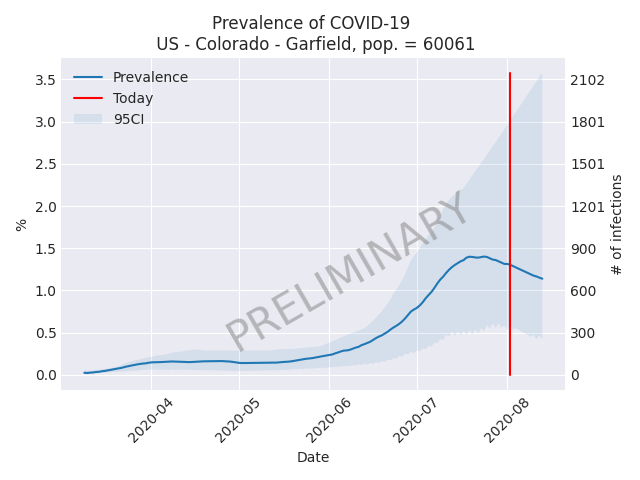 Prevalence of COVID-19
US - Colorado - Garfield, pop. = 60061
Prevalence
Today
95CI
3.5
3.0
2.5
2.0
1.5
1.0
0.5
0.0
%
2102
1801
1501
1201
900
600
300
0
# of infections
PRELIMINARY
2020-04
2020-05
2020-06
2020-07
2020-08
Date